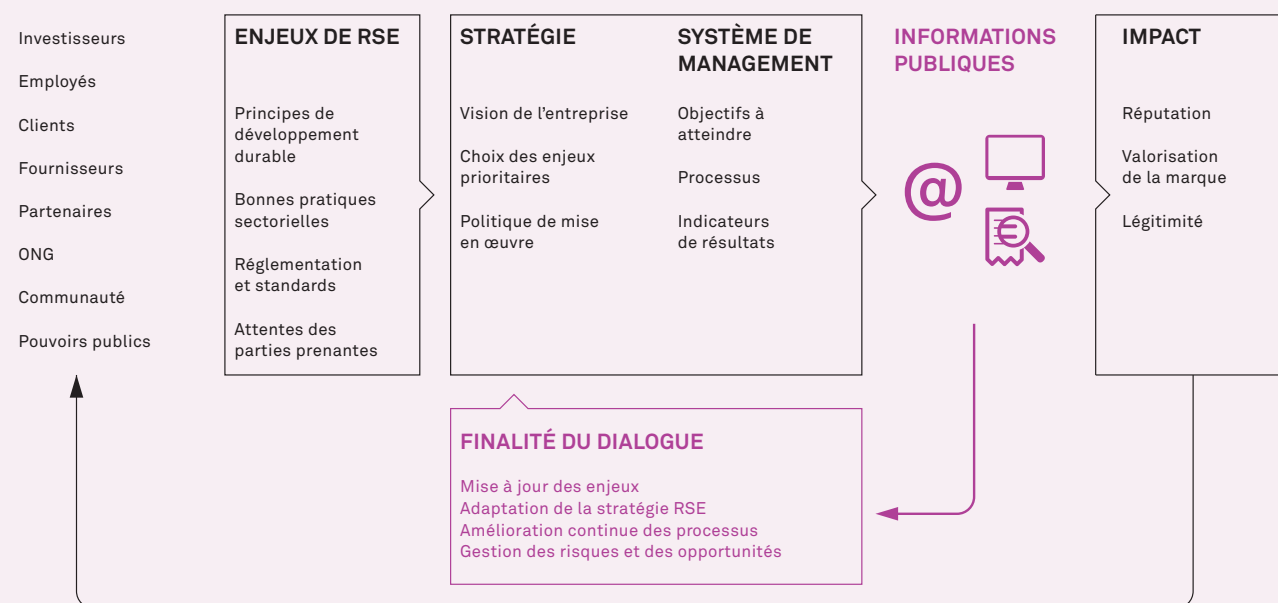 Investisseurs
Employés
Clients
Fournisseurs
Partenaires
ONG
Communauté
Pouvoirs publics
ENJEUX DE RSE
Principes de
développement
durable
Bonnes pratiques
sectorielles
Réglementation
et standards
Attentes des
parties prenantes
STRATÉGIE
Vision de l'entreprise
Choix des enjeux
prioritaires
Politique de mise
en œuvre
SYSTÈME DE
MANAGEMENT
Objectifs à
atteindre
Processus
Indicateurs
de résultats
INFORMATIONS
PUBLIQUES
@
IMPACT
Réputation
Valorisation
de la marque
Légitimité
FINALITÉ DU DIALOGUE
Mise à jour des enjeux
Adaptation de la stratégie RSE
Amélioration continue des processus
Gestion des risques et des opportunités